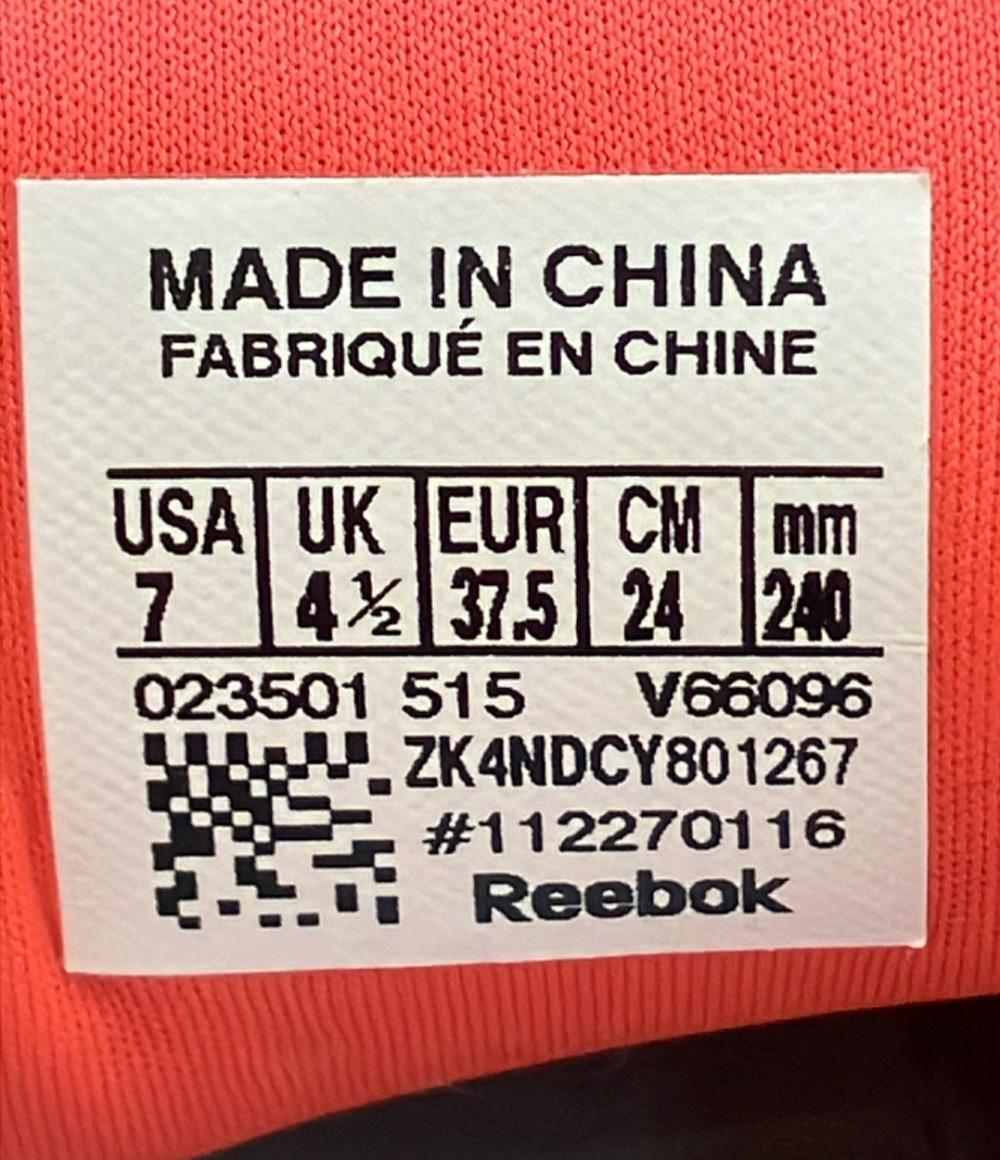 MADE IN CHINA
FABRIQUÉ EN CHINE
USA UK EUR CM mm
7 4 ½ 37.5 24 240
023501 515 V66096
ZK4NDCY801267
#112270116
Reebok